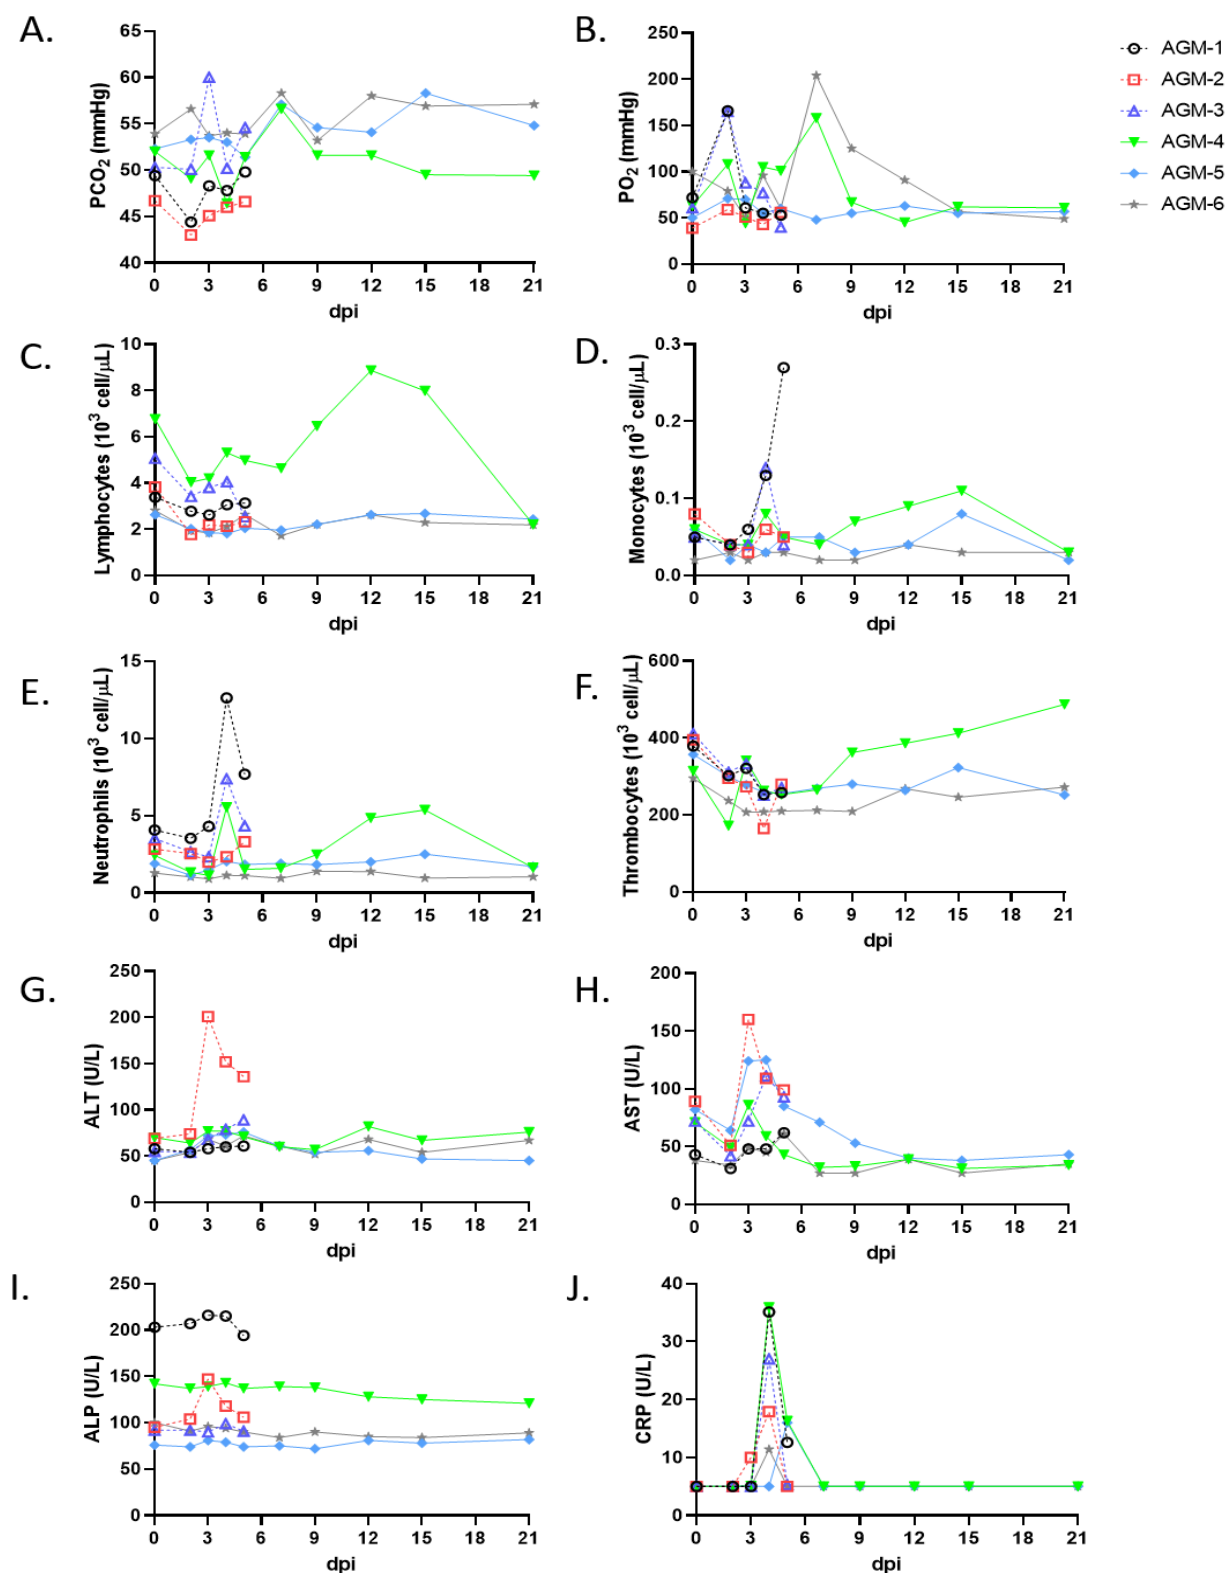 A.
65
60
55
50
45
40
PCO2 (mmHg)
0 3 6 9 12 15 18 21
dpi
B.
250
200
150
100
50
0
PO2 (mmHg)
0 3 6 9 12 15 18 21
dpi
AGM-1
AGM-2
AGM-3
AGM-4
AGM-5
AGM-6
C.
10
8
6
4
2
0
Lymphocytes (10³ cell/μL)
0 3 6 9 12 15 18 21
dpi
D.
0.3
0.2
0.1
0.0
Monocytes (10³ cell/μL)
0 3 6 9 12 15 18 21
dpi
E.
15
10
5
0
Neutrophils (10³ cell/μL)
0 3 6 9 12 15 18 21
dpi
F.
600
400
200
0
Thrombocytes (10³ cell/μL)
0 3 6 9 12 15 18 21
dpi
G.
250
200
150
100
50
0
ALT (U/L)
0 3 6 9 12 15 18 21
dpi
H.
200
150
100
50
0
AST (U/L)
0 3 6 9 12 15 18 21
dpi
I.
250
200
150
100
50
0
ALP (U/L)
0 3 6 9 12 15 18 21
dpi
J.
40
30
20
10
0
CRP (U/L)
0 3 6 9 12 15 18 21
dpi